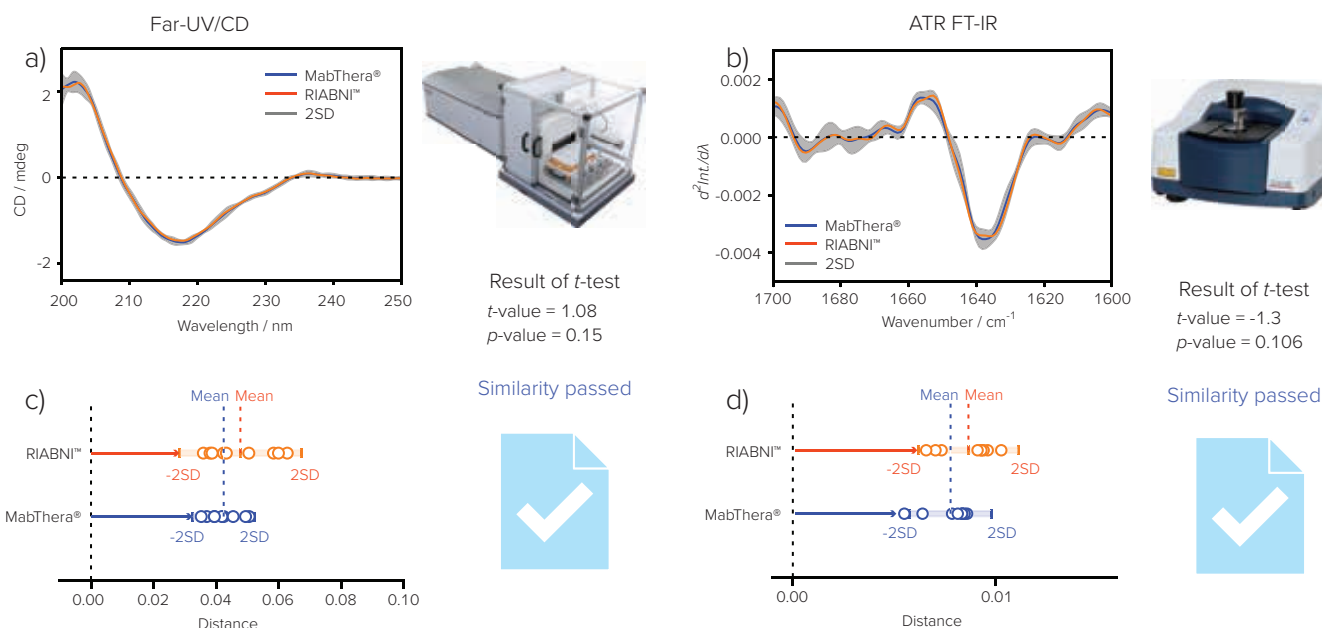 Far-UV/CD
ATR FT-IR
a)
MabThera®
RIABNI™
2SD
2
0
-2
CD / mdeg
200 210 220 230 240 250
Wavelength / nm
Result of t-test
t-value = 1.08
p-value = 0.15
Similarity passed
b)
0.002
0.000
-0.002
-0.004
d²Int./dλ
MabThera®
RIABNI™
2SD
1700 1680 1660 1640 1620 1600
Wavenumber / cm⁻¹
Result of t-test
t-value = -1.3
p-value = 0.106
Similarity passed
c)
Mean Mean
RIABNI™
-2SD 2SD
MabThera®
-2SD 2SD
0.00 0.02 0.04 0.06 0.08 0.10
Distance
d)
Mean Mean
RIABNI™
-2SD 2SD
MabThera®
-2SD 2SD
0.00 0.01
Distance